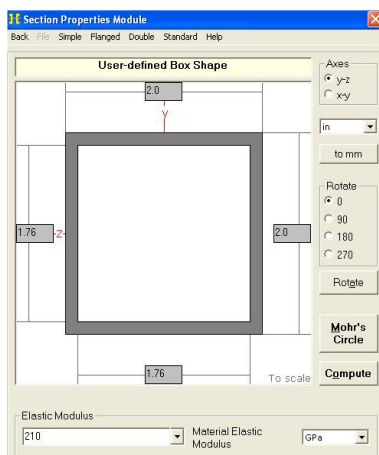 Section Properties Module
Back File Simple Flanged Double Standard Help
User-defined Box Shape
2.0
Y
1.76
Z
2.0
1.76
To scale
Axes
y-z
x-y
in
to mm
Rotate
0
90
180
270
Rotate
Mohr's
Circle
Compute
Elastic Modulus
210
Material Elastic
Modulus
GPa